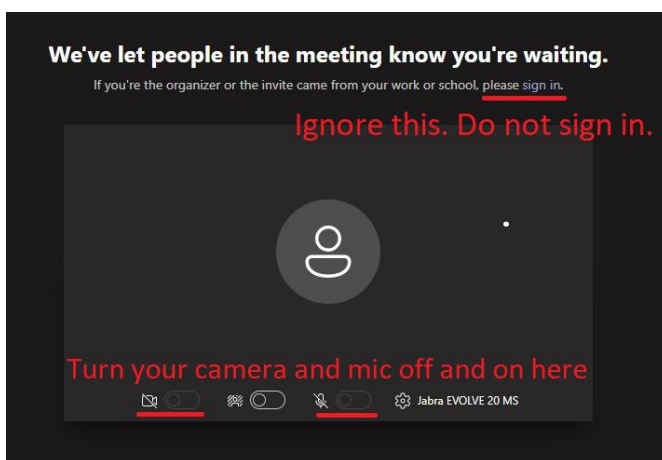 We've let people in the meeting know you're waiting.
If you're the organizer or the invite came from your work or school, please sign in.
Ignore this. Do not sign in.
Turn your camera and mic off and on here
Jabra EVOLVE 20 MS